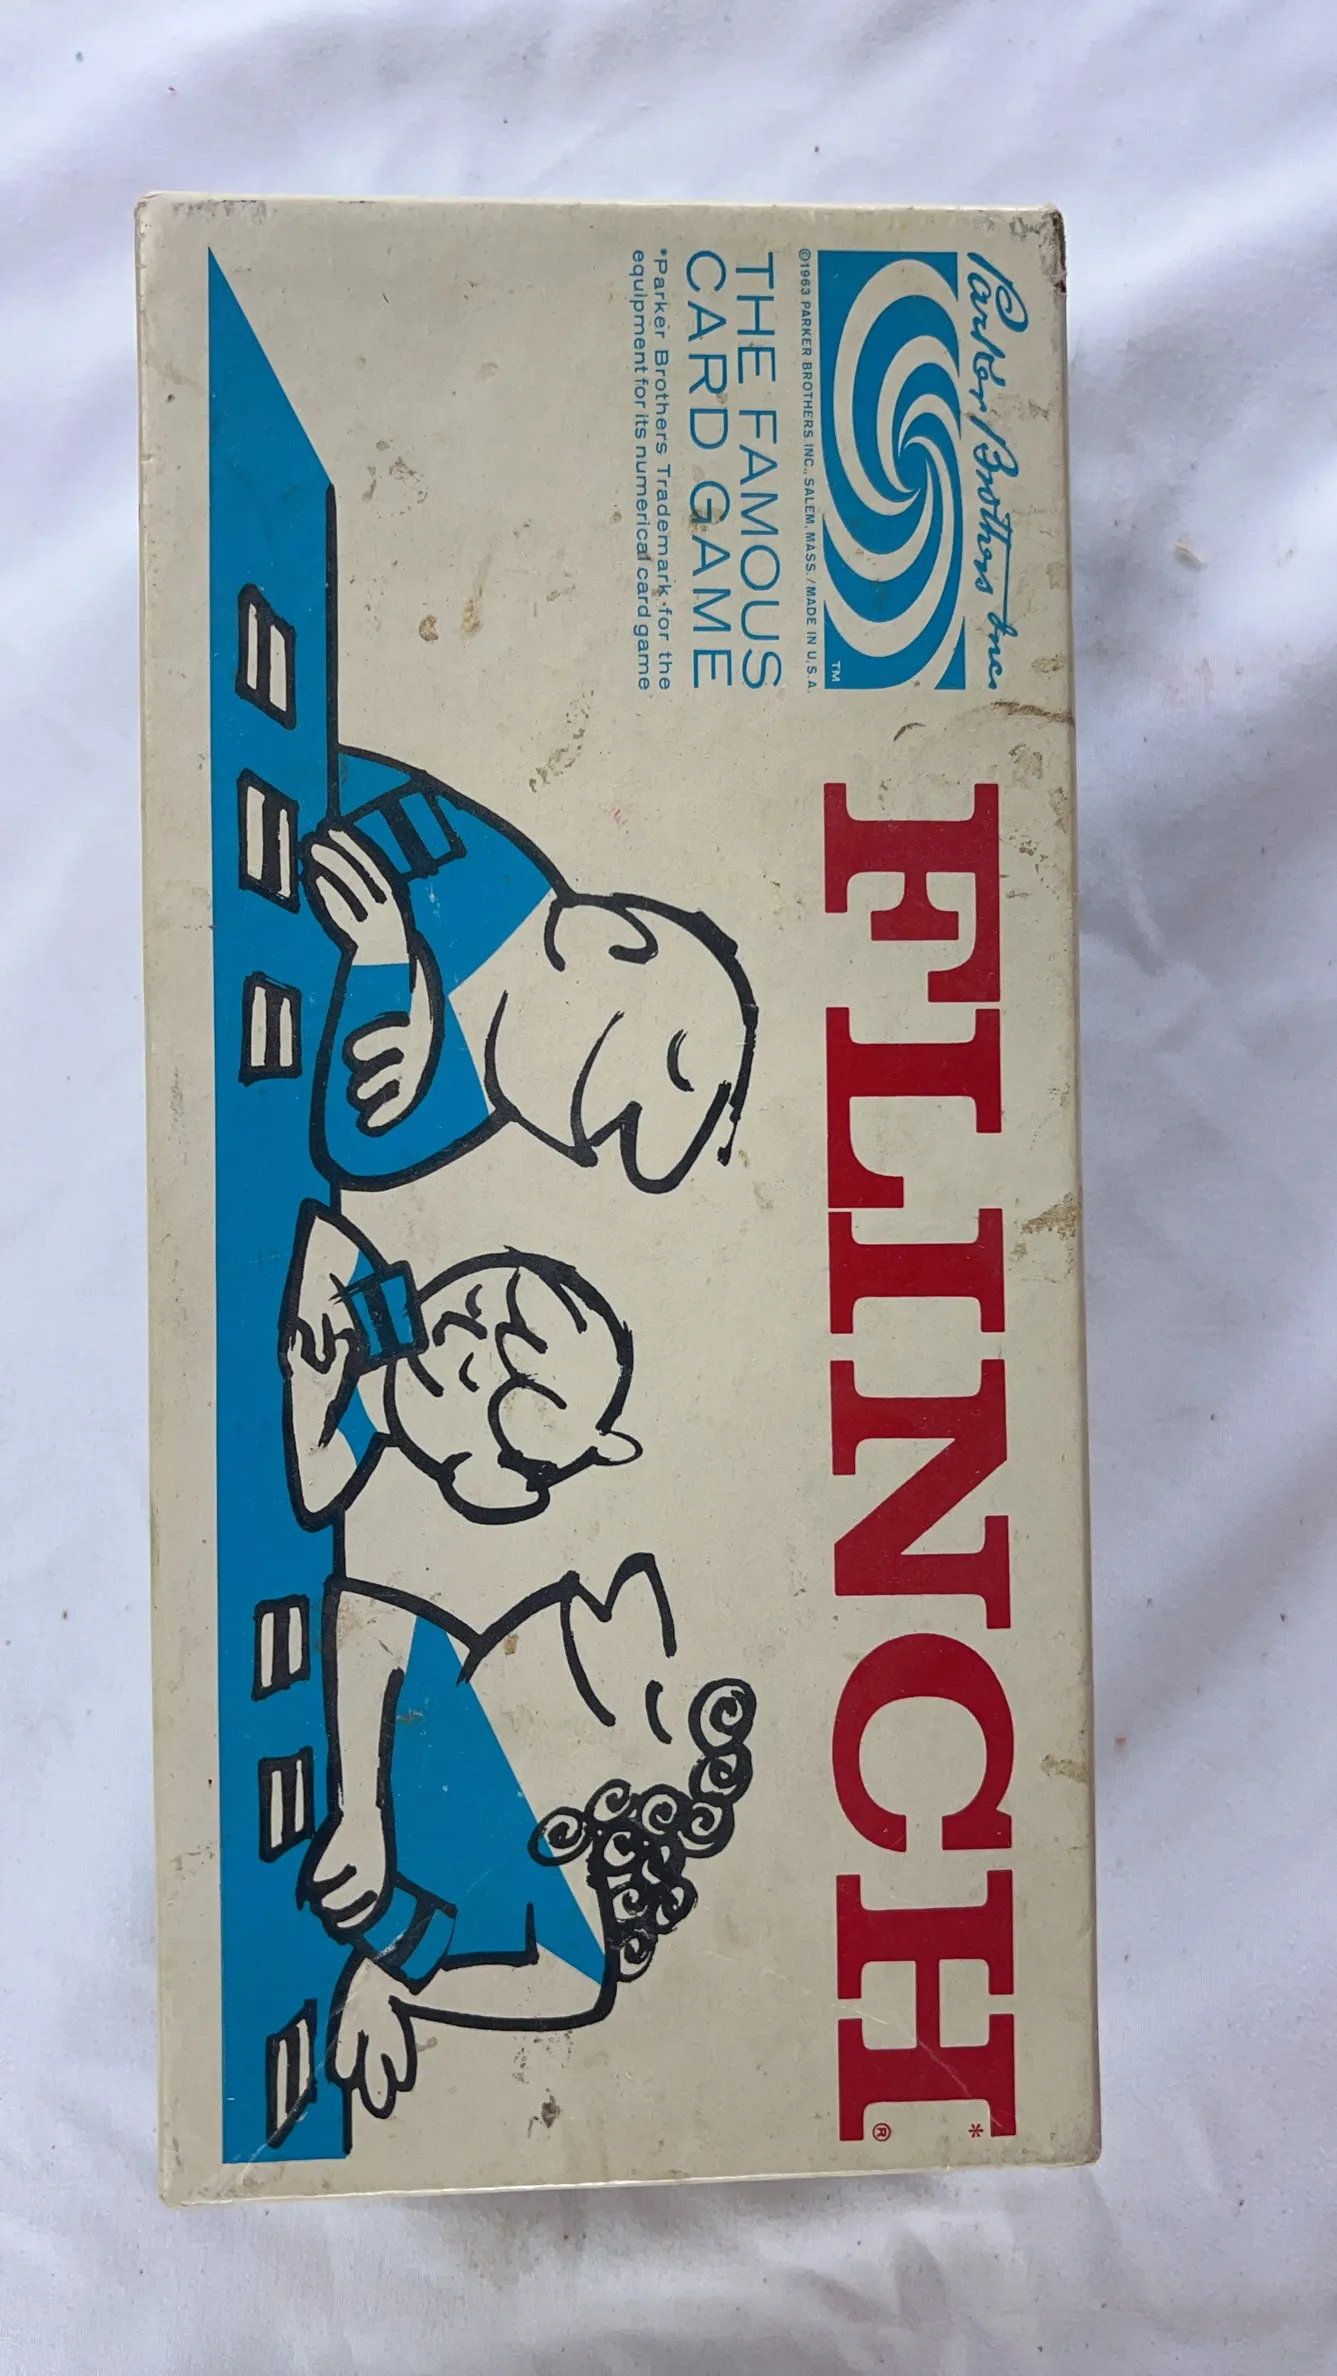 Parker Brothers Inc.
TM
©1963 PARKER BROTHERS INC., SALEM, MASS./MADE IN U.S.A.
THE FAMOUS
CARD GAME
*Parker Brothers Trademark for the
equipment for its numerical card game
FLINCH*
®